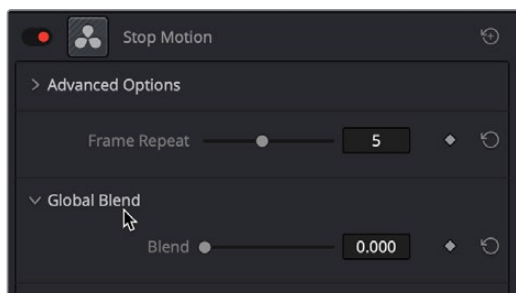 Stop Motion
Advanced Options
Frame Repeat 5
Global Blend
Blend 0.000